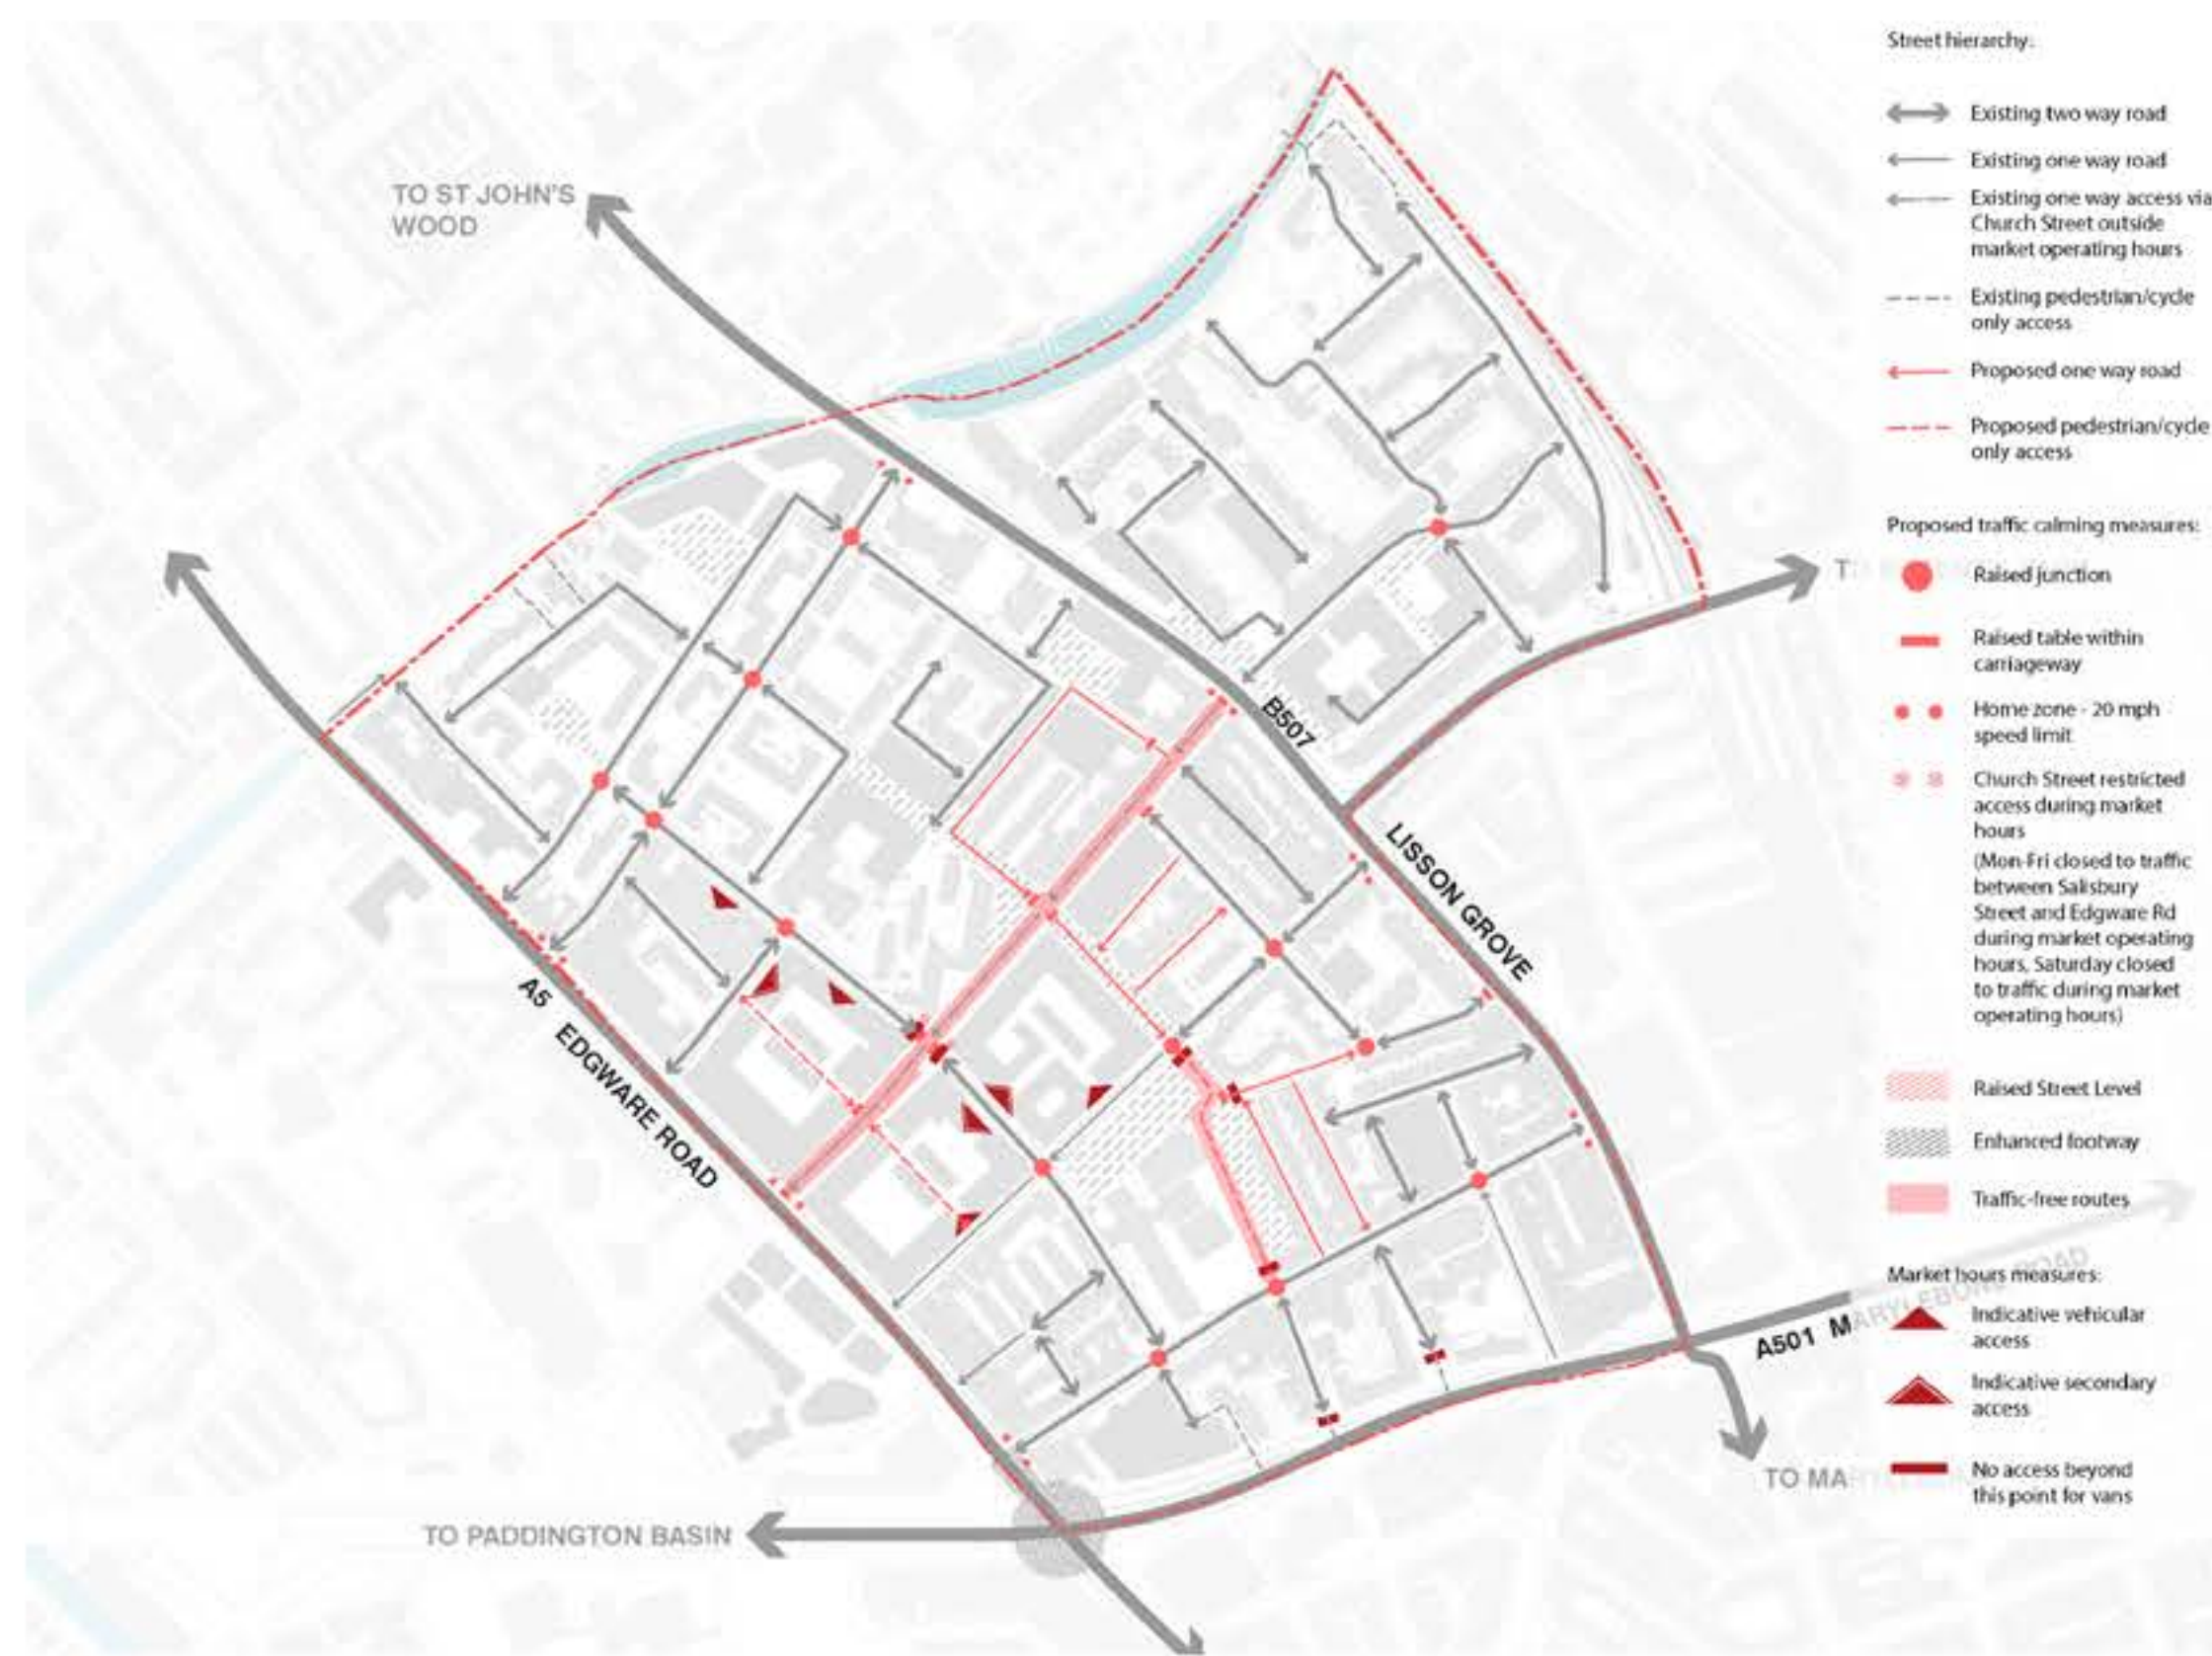 TO ST JOHN'S
WOOD
B507
LISSON GROVE
A5 EDGWARE ROAD
A501 MARYLEBONE ROAD
TO MA
TO PADDINGTON BASIN
Street hierarchy:
Existing two way road
Existing one way road
Existing one way access via
Church Street outside
market operating hours
Existing pedestrian/cycle
only access
Proposed one way road
Proposed pedestrian/cycle
only access
Proposed traffic calming measures:
Raised junction
Raised table within
carriageway
Home zone - 20 mph
speed limit
Church Street restricted
access during market
hours
(Mon-Fri closed to traffic
between Salisbury
Street and Edgware Rd
during market operating
hours, Saturday closed
to traffic during market
operating hours)
Raised Street Level
Enhanced footway
Traffic-free routes
Market hours measures:
Indicative vehicular
access
Indicative secondary
access
No access beyond
this point for vans